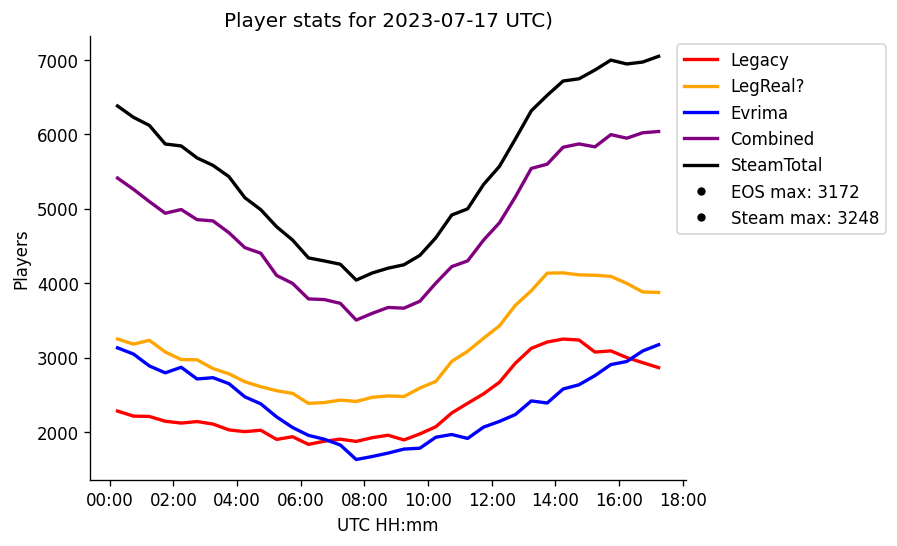 Player stats for 2023-07-17 UTC)
7000
6000
5000
4000
3000
2000
Players
00:00 02:00 04:00 06:00 08:00 10:00 12:00 14:00 16:00 18:00
UTC HH:mm
Legacy
LegReal?
Evrima
Combined
SteamTotal
EOS max: 3172
Steam max: 3248